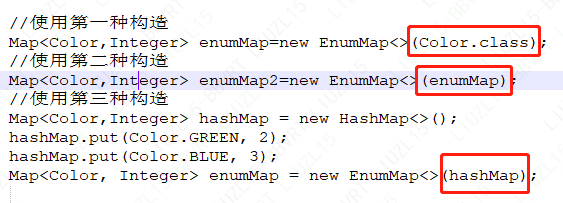 //使用第一种构造
Map<Color,Integer> enumMap=new EnumMap<>(Color.class);
//使用第二种构造
Map<Color,Integer> enumMap2=new EnumMap<>(enumMap);
//使用第三种构造
Map<Color,Integer> hashMap = new HashMap<>();
hashMap.put(Color.GREEN, 2);
hashMap.put(Color.BLUE, 3);
Map<Color, Integer> enumMap = new EnumMap<>(hashMap);